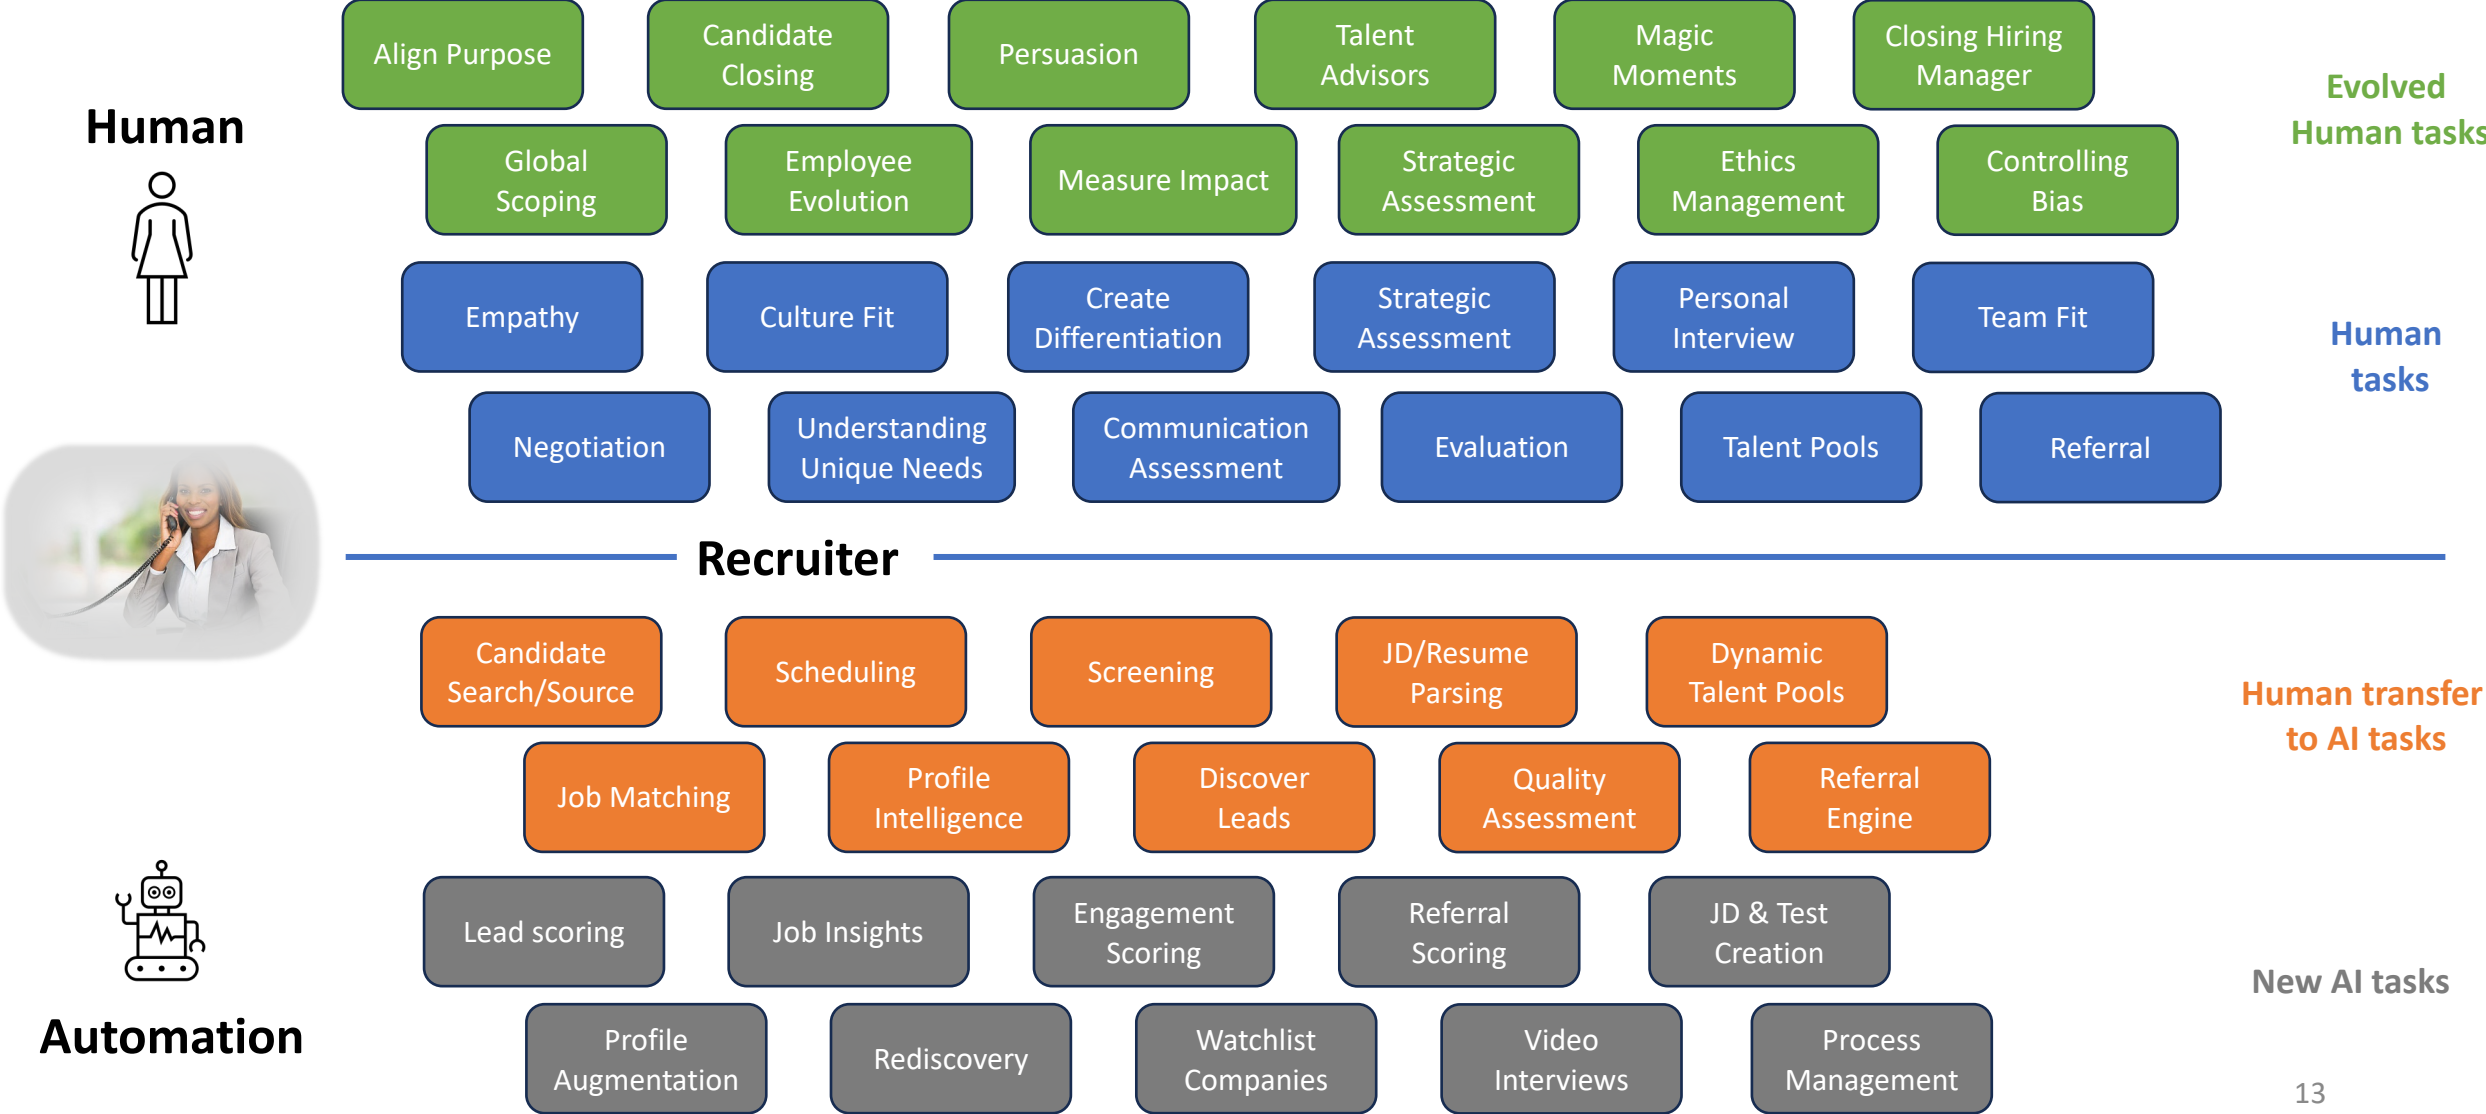 Align Purpose
Candidate
Closing
Persuasion
Talent
Advisors
Magic
Moments
Closing Hiring
Manager
Evolved
Human tasks
Human
Global
Scoping
Employee
Evolution
Measure Impact
Strategic
Assessment
Ethics
Management
Controlling
Bias
Empathy
Culture Fit
Create
Differentiation
Strategic
Assessment
Personal
Interview
Team Fit
Human
tasks
Negotiation
Understanding
Unique Needs
Communication
Assessment
Evaluation
Talent Pools
Referral
Recruiter
Candidate
Search/Source
Scheduling
Screening
JD/Resume
Parsing
Dynamic
Talent Pools
Human transfer
to AI tasks
Job Matching
Profile
Intelligence
Discover
Leads
Quality
Assessment
Referral
Engine
Lead scoring
Job Insights
Engagement
Scoring
Referral
Scoring
JD & Test
Creation
New AI tasks
Automation
Profile
Augmentation
Rediscovery
Watchlist
Companies
Video
Interviews
Process
Management
13